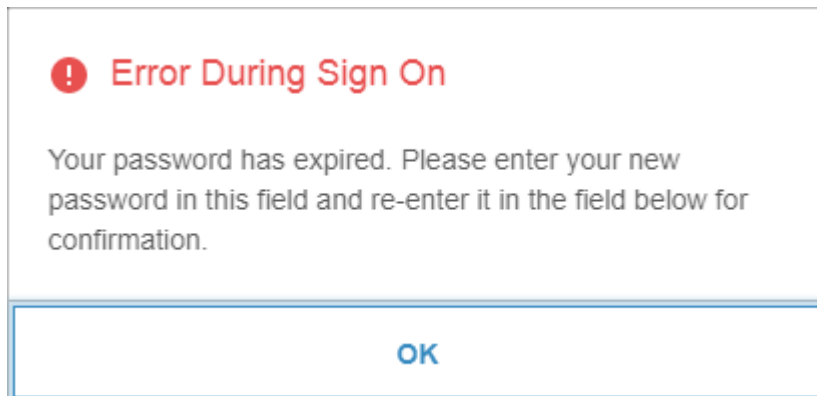 Error During Sign On
Your password has expired. Please enter your new
password in this field and re-enter it in the field below for
confirmation.
OK